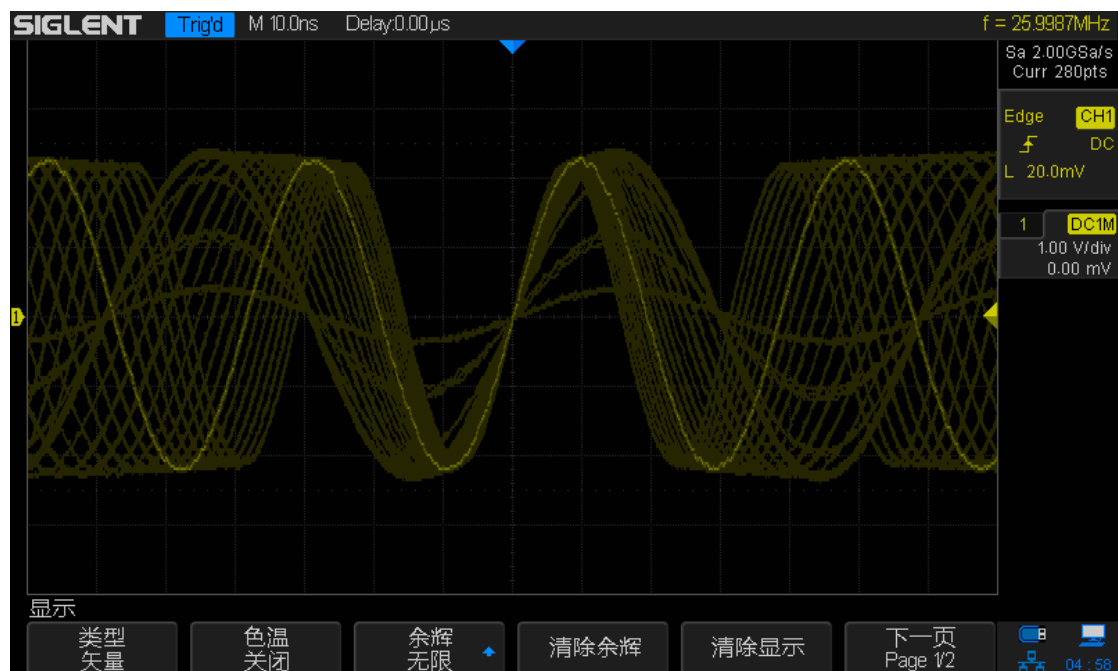 SIGLENT Trig'd M 10.0ns Delay:0.00µs f = 25.9987MHz
Sa 2.00GSa/s
Curr 280pts
Edge CH1
DC
L 20.0mV
1 DC1M
1.00 V/div
0.00 mV
1
显示
类型 矢量
色温 关闭
余辉 无限
清除余辉
清除显示
下一页 Page 1/2
04 : 58